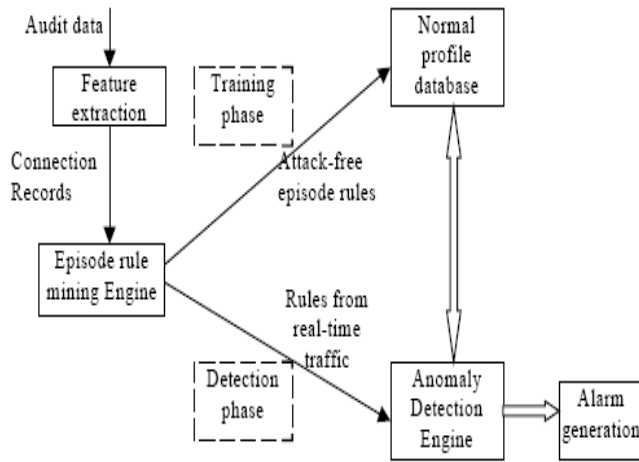 Audit data
Feature
extraction
Training
phase
Normal
profile
database
Connection
Records
Attack-free
episode rules
Episode rule
mining Engine
Rules from
real-time
traffic
Detection
phase
Anomaly
Detection
Engine
Alarm
generation